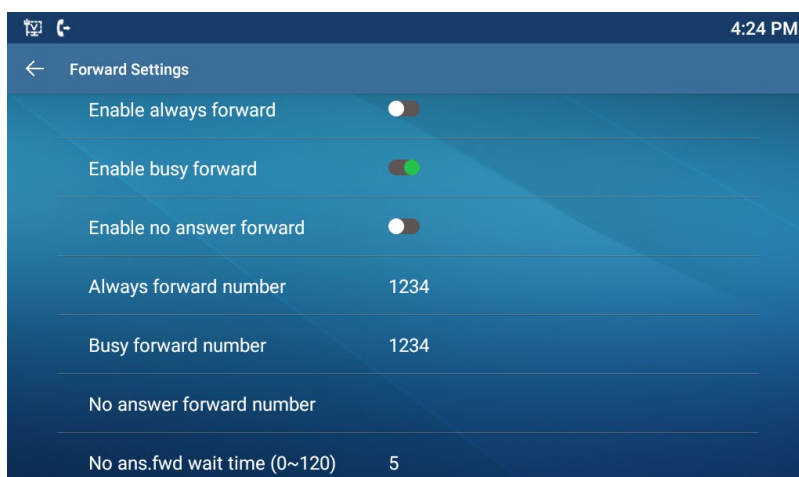 4:24 PM
Forward Settings
Enable always forward
Enable busy forward
Enable no answer forward
Always forward number 1234
Busy forward number 1234
No answer forward number
No ans.fwd wait time (0~120) 5